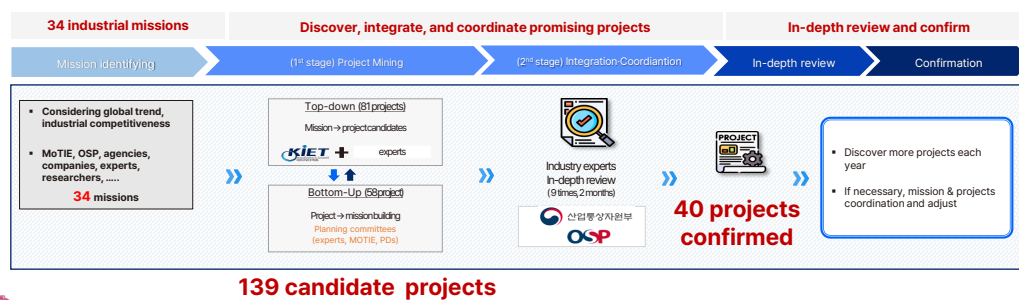 34 industrial missions
Discover, integrate, and coordinate promising projects
In-depth review and confirm
Mission identifying
(1st stage) Project Mining
(2nd stage) Integration·Coordiantion
In-depth review
Confirmation
▪ Considering global trend,
industrial competitiveness
▪ MoTIE, OSP, agencies,
companies, experts,
researchers, .....
34 missions
Top-down (81 projects)
Mission → project candidates
KIET + experts
Bottom-Up (58project)
Project → mission building
Planning committees
(experts, MOTIE, PDs)
Industry experts
In-depth review
(9 times, 2 months)
산업통상자원부
OSP
PROJECT
40 projects
confirmed
▪ Discover more projects each
year
▪ If necessary, mission & projects
coordination and adjust
139 candidate projects